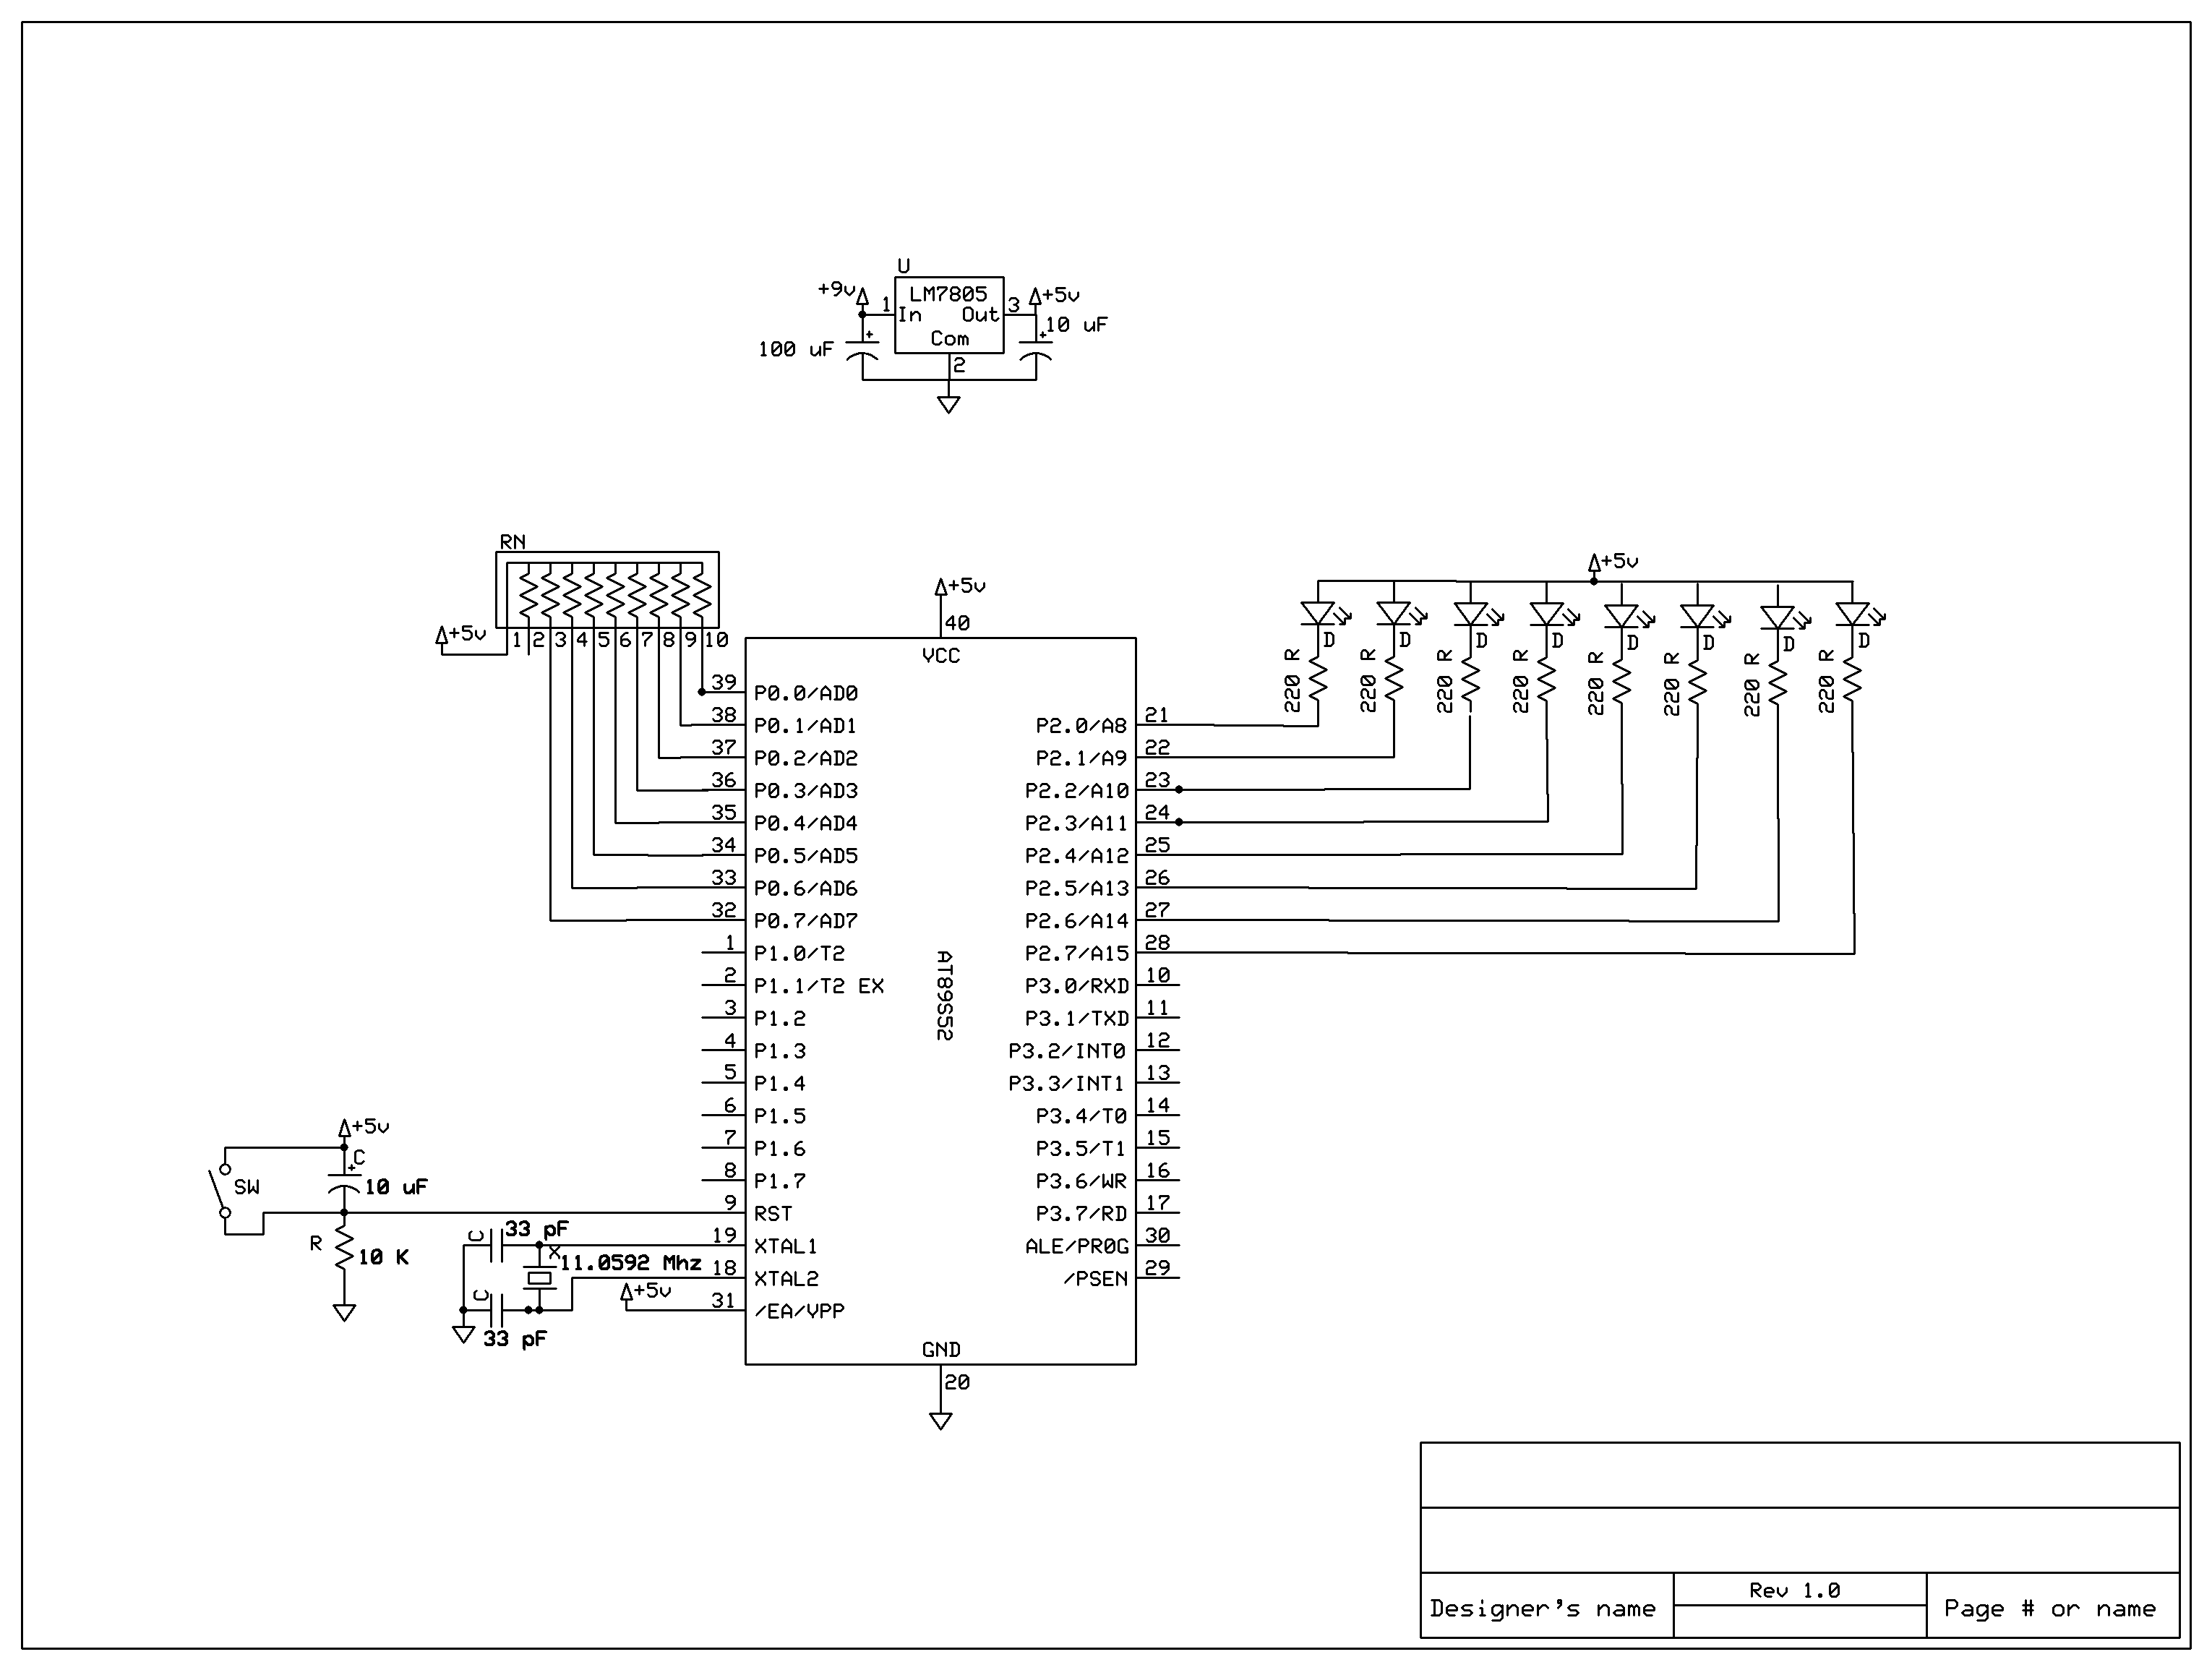 U
+9v
1
LM7805
3
+5v
In
Out
10 uF
Com
100 uF
2
RN
+5v
1 2 3 4 5 6 7 8 9 10
+5v
40
VCC
+5v
D D D D D D D D
220 R
220 R
220 R
220 R
220 R
220 R
220 R
220 R
39 P0.0/AD0
38 P0.1/AD1
37 P0.2/AD2
36 P0.3/AD3
35 P0.4/AD4
34 P0.5/AD5
33 P0.6/AD6
32 P0.7/AD7
1 P1.0/T2
2 P1.1/T2 EX
3 P1.2
4 P1.3
5 P1.4
6 P1.5
7 P1.6
8 P1.7
9 RST
19 XTAL1
18 XTAL2
31 /EA/VPP
AT89S52
P2.0/A8 21
P2.1/A9 22
P2.2/A10 23
P2.3/A11 24
P2.4/A12 25
P2.5/A13 26
P2.6/A14 27
P2.7/A15 28
P3.0/RXD 10
P3.1/TXD 11
P3.2/INT0 12
P3.3/INT1 13
P3.4/T0 14
P3.5/T1 15
P3.6/WR 16
P3.7/RD 17
ALE/PR0G 30
/PSEN 29
GND
20
+5v
C
SW
10 uF
R
10 K
C
33 pF
X
11.0592 Mhz
C
33 pF
+5v
Designer's name
Rev 1.0
Page # or name